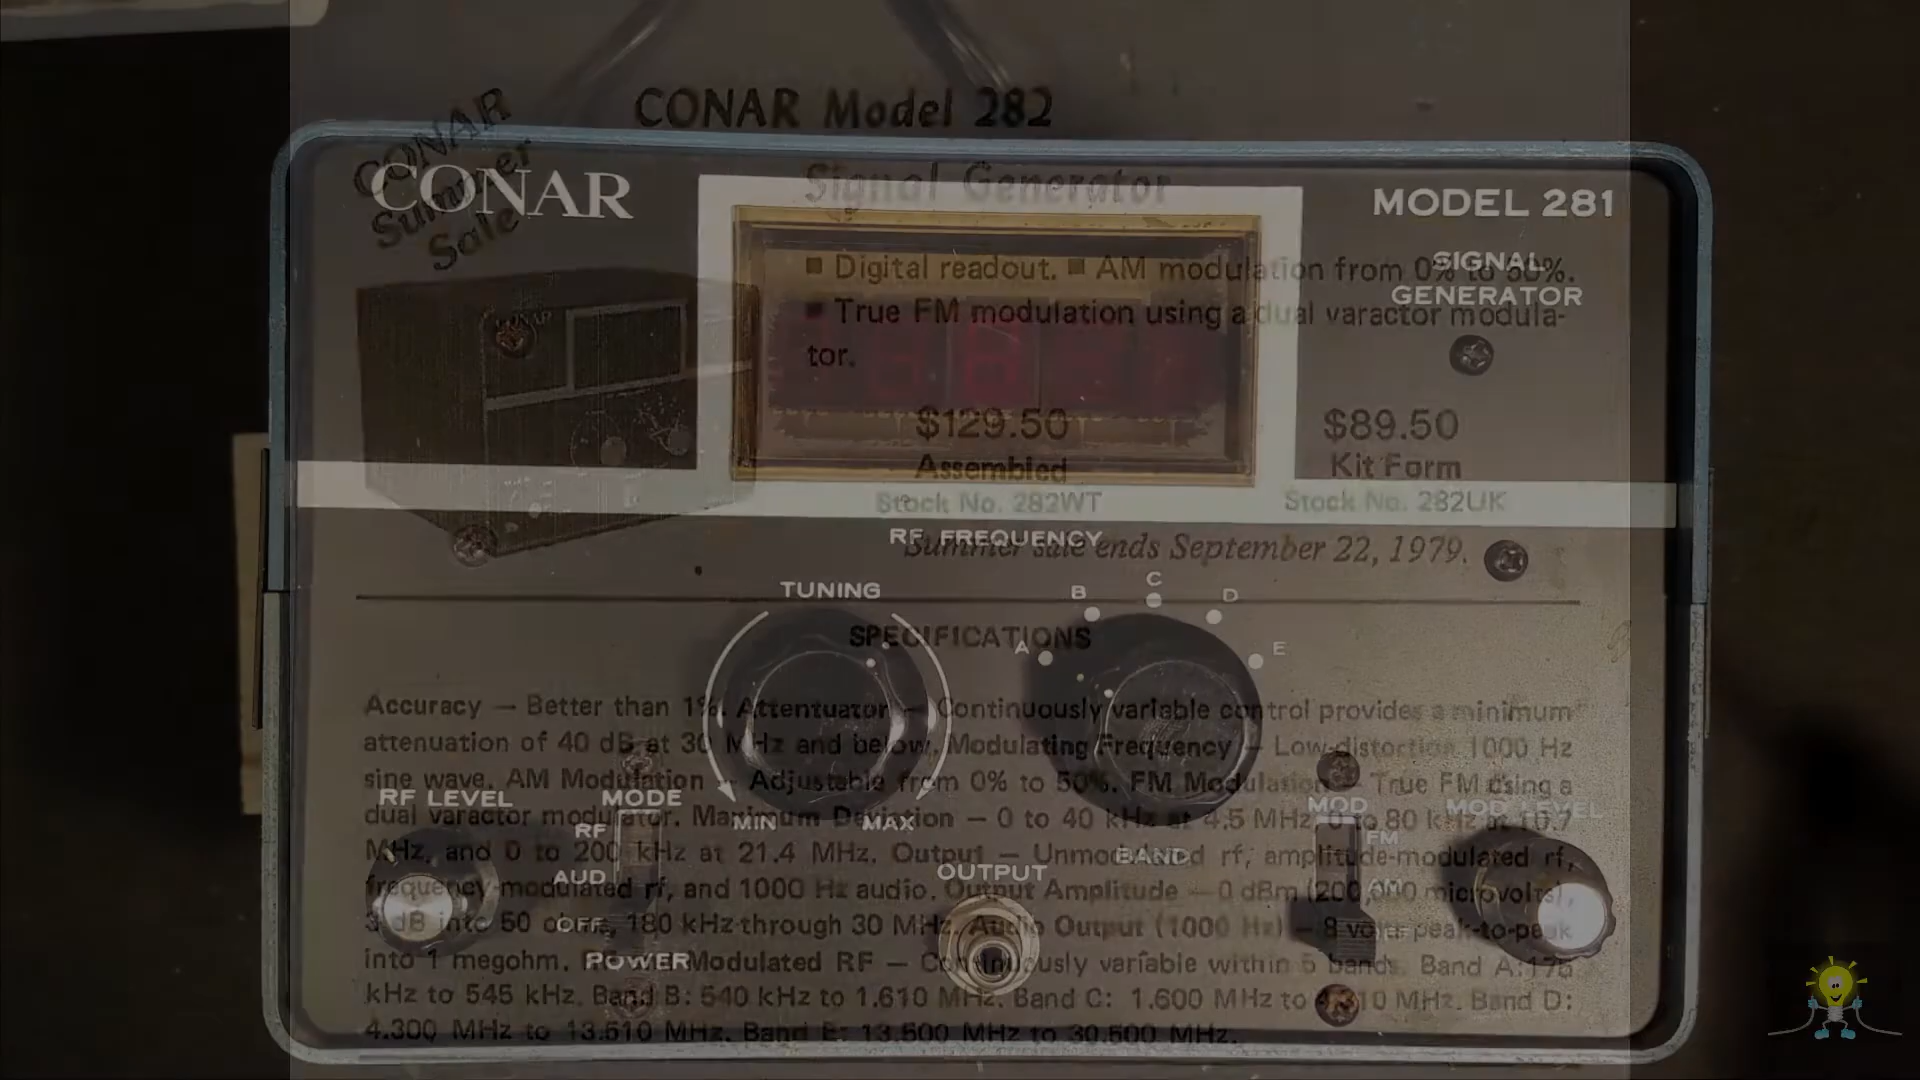 CONAR Model 282
CONAR
Summer
Sale
Signal Generator
■ Digital readout. ■ AM modulation from 0% to 50%.
■ True FM modulation using a dual varactor modula-
tor.
CONAR
$129.50
Assembled
Stock No. 282WT
$89.50
Kit Form
Stock No. 282UK
Summer sale ends September 22, 1979.
SPECIFICATIONS
Accuracy — Better than 1%. Attentuator — Continuously variable control provides a minimum
attenuation of 40 dB at 30 MHz and below. Modulating Frequency — Low-distortion 1000 Hz
sine wave. AM Modulation — Adjustable from 0% to 50%. FM Modulation — True FM using a
dual varactor modulator. Maximum Deviation — 0 to 40 kHz at 4.5 MHz, 0 to 80 kHz at 10.7
MHz, and 0 to 200 kHz at 21.4 MHz. Output — Unmodulated rf, amplitude-modulated rf,
frequency-modulated rf, and 1000 Hz audio. Output Amplitude — 0 dBm (200,000 microvolts),
3 dB into 50 ohms, 180 kHz through 30 MHz. Audio Output (1000 Hz) — 8 volts peak-to-peak
into 1 megohm. Modulated RF — Continuously variable within 5 bands. Band A: 176
kHz to 545 kHz. Band B: 540 kHz to 1.610 MHz. Band C: 1.600 MHz to 4.310 MHz. Band D:
4.300 MHz to 13.610 MHz. Band E: 13.500 MHz to 30.500 MHz.
CONAR
MODEL 281
SIGNAL
GENERATOR
RF FREQUENCY
TUNING
MIN
MAX
A
B
C
D
E
BAND
RF LEVEL
MODE
RF
AUD
OFF
POWER
OUTPUT
MOD
FM
AM
MOD LEVEL